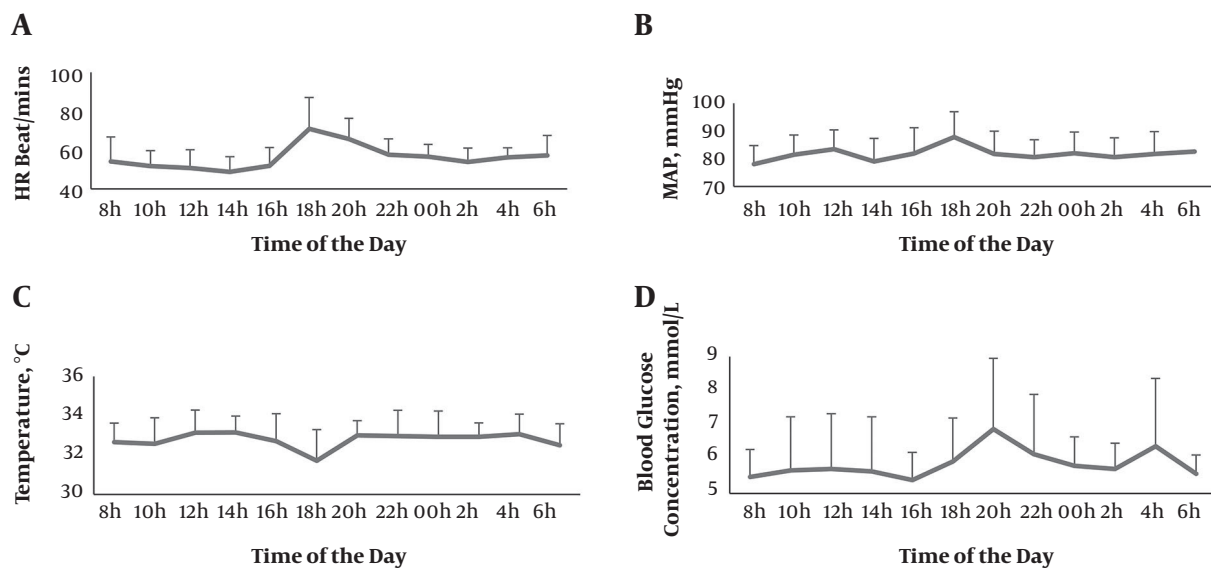 A
HR Beat/mins
100
80
60
40
8h 10h 12h 14h 16h 18h 20h 22h 00h 2h 4h 6h
Time of the Day
B
MAP, mmHg
100
90
80
70
8h 10h 12h 14h 16h 18h 20h 22h 00h 2h 4h 6h
Time of the Day
C
Temperature, °C
36
34
32
30
8h 10h 12h 14h 16h 18h 20h 22h 00h 2h 4h 6h
Time of the Day
D
Blood Glucose
Concentration, mmol/L
9
8
7
6
5
8h 10h 12h 14h 16h 18h 20h 22h 00h 2h 4h 6h
Time of the Day